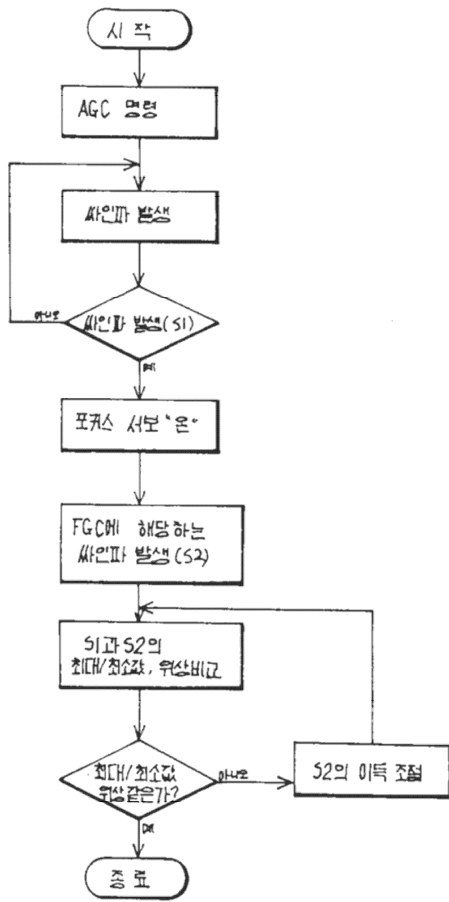 시 작
AGC 명령
싸인파 발생
싸인파 발생(S1)
아니오
예
포커스 서보 "온"
FGC에 해당하는
싸인파 발생(S2)
S1과 S2의
최대/최소값, 위상비교
최대/최소값
위상같은가?
아니오
S2의 이득 조절
예
종 료